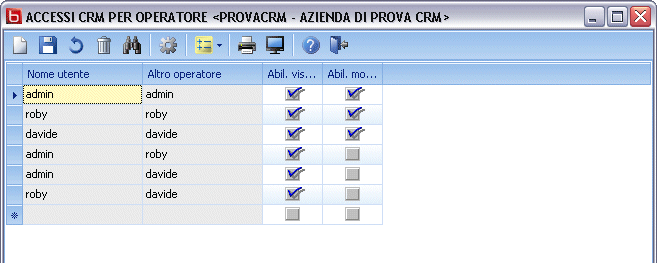 b ACCESSI CRM PER OPERATORE <PROVACRM - AZIENDA DI PROVA CRM>
Nome utente Altro operatore Abil. vis... Abil. mo...
admin admin
roby roby
davide davide
admin roby
admin davide
roby davide